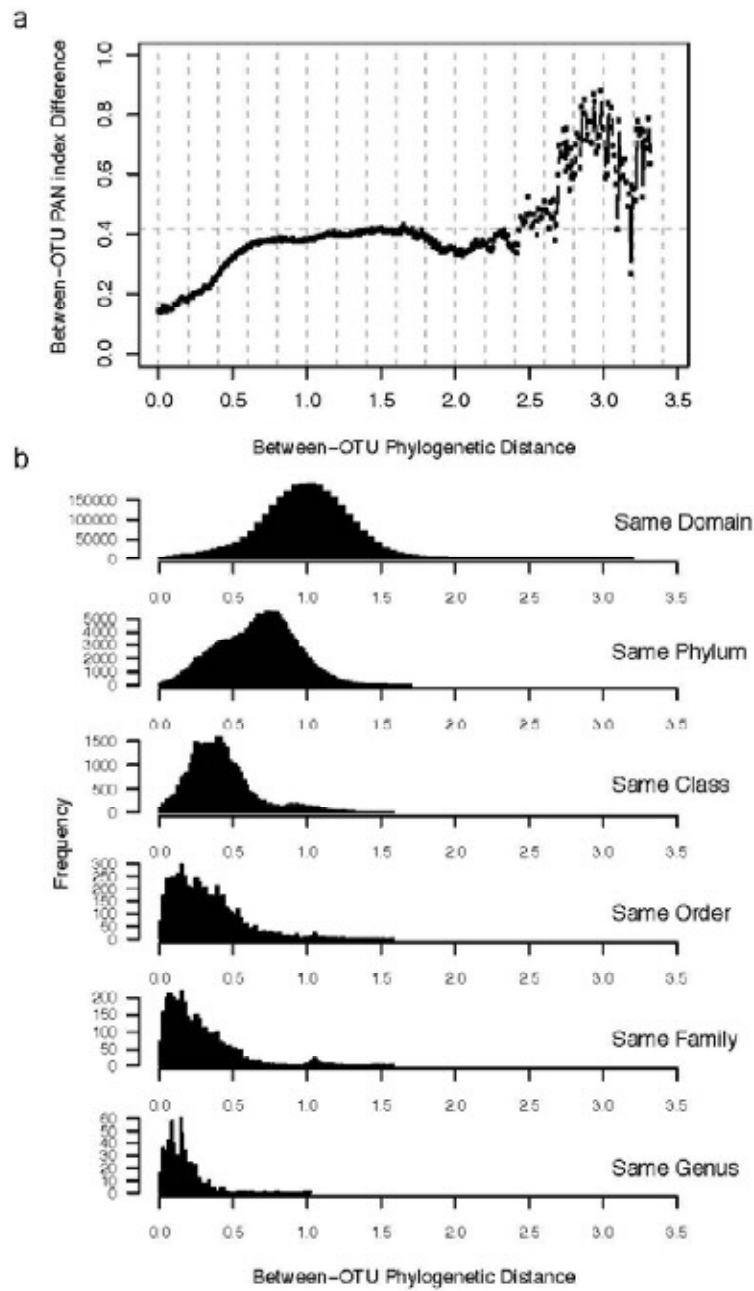 a
Between-OTU PAN index Difference
1.0
0.8
0.6
0.4
0.2
0.0
0.0 0.5 1.0 1.5 2.0 2.5 3.0 3.5
Between-OTU Phylogenetic Distance
b
150000
100000
50000
0
Same Domain
0.0 0.5 1.0 1.5 2.0 2.5 3.0 3.5
5000
4000
3000
2000
1000
0
Same Phylum
0.0 0.5 1.0 1.5 2.0 2.5 3.0 3.5
1500
1000
500
0
Same Class
0.0 0.5 1.0 1.5 2.0 2.5 3.0 3.5
Frequency
300
250
200
150
100
50
0
Same Order
0.0 0.5 1.0 1.5 2.0 2.5 3.0 3.5
200
150
100
50
0
Same Family
0.0 0.5 1.0 1.5 2.0 2.5 3.0 3.5
60
50
40
30
20
10
0
Same Genus
0.0 0.5 1.0 1.5 2.0 2.5 3.0 3.5
Between-OTU Phylogenetic Distance